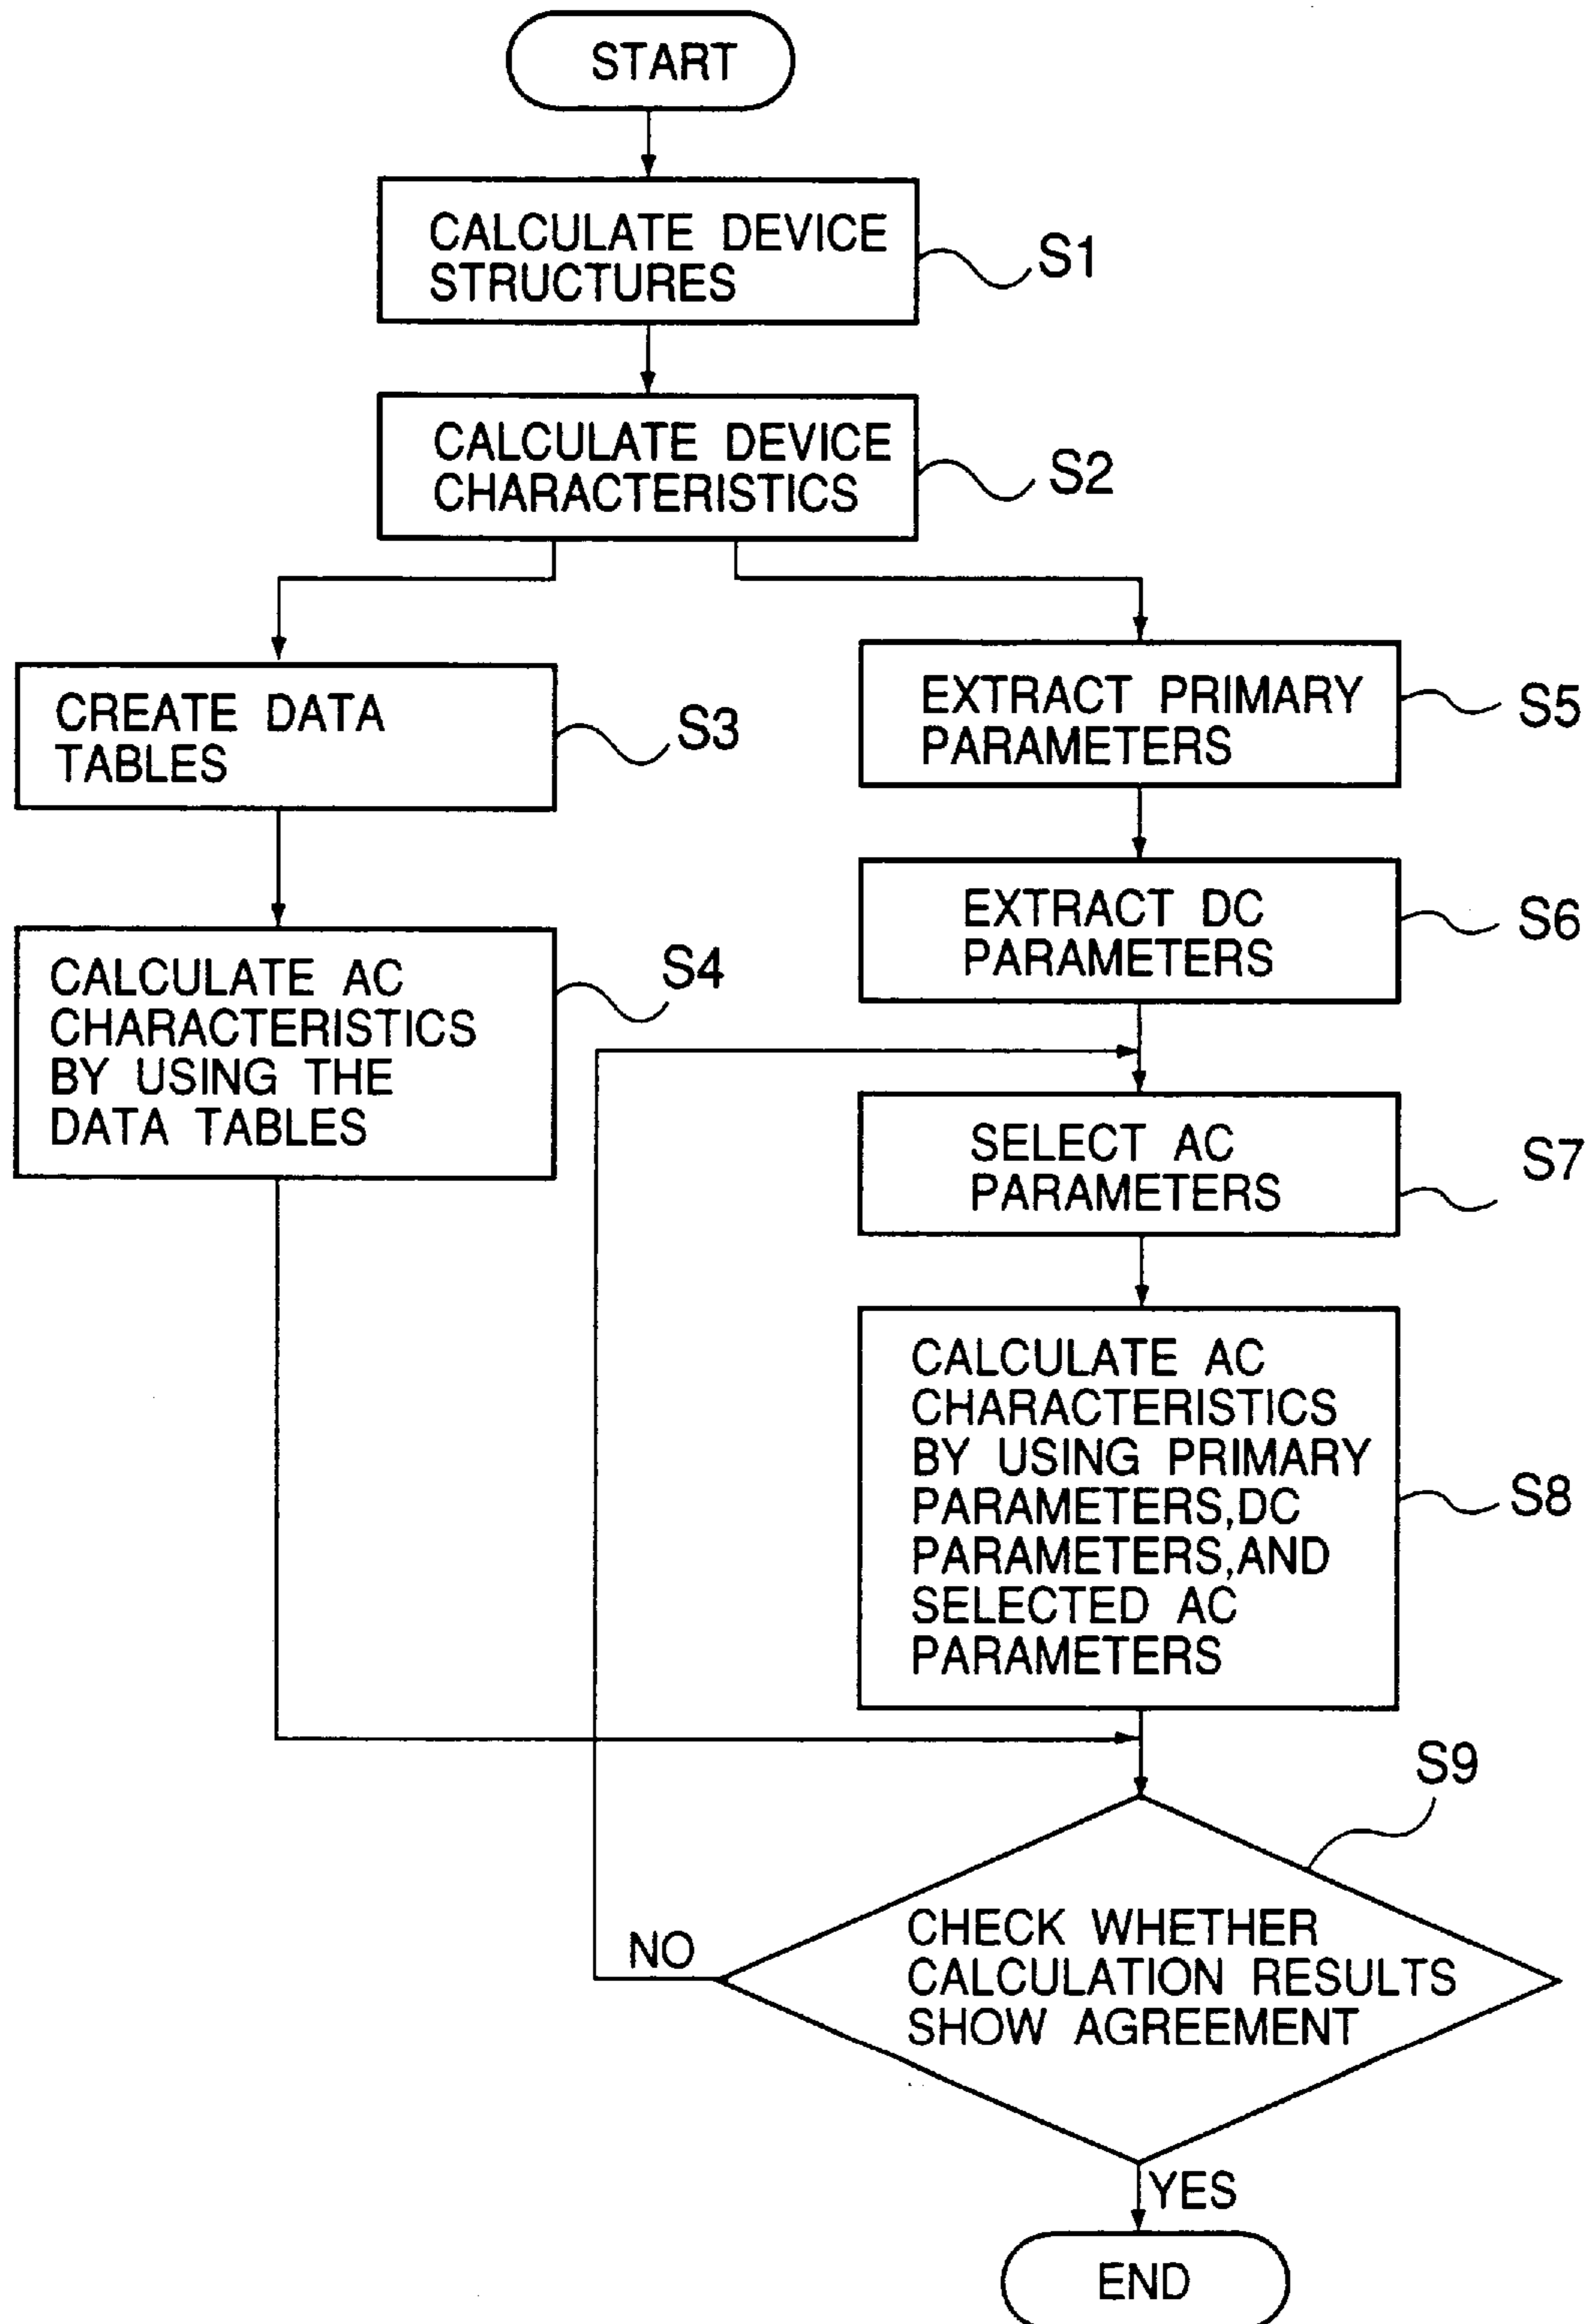 START
CALCULATE DEVICE
STRUCTURES
S1
CALCULATE DEVICE
CHARACTERISTICS
S2
CREATE DATA
TABLES
S3
CALCULATE AC
CHARACTERISTICS
BY USING THE
DATA TABLES
S4
EXTRACT PRIMARY
PARAMETERS
S5
EXTRACT DC
PARAMETERS
S6
SELECT AC
PARAMETERS
S7
CALCULATE AC
CHARACTERISTICS
BY USING PRIMARY
PARAMETERS,DC
PARAMETERS,AND
SELECTED AC
PARAMETERS
S8
S9
CHECK WHETHER
CALCULATION RESULTS
SHOW AGREEMENT
NO
YES
END